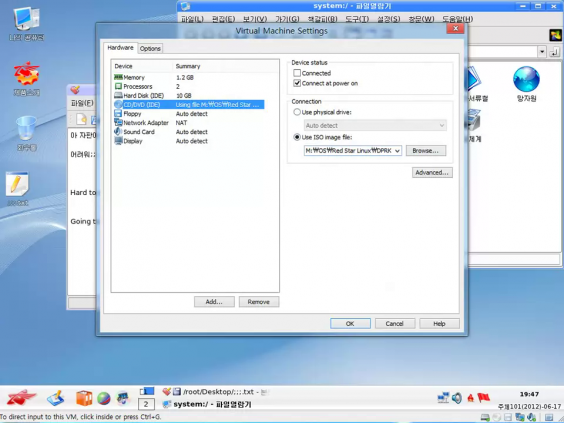 system:/ - 파일열람기
파일(L) 편집(E) 보기(V) 가기(G) 책갈피(B) 도구(T) 설정(S) 창문(W) 도움말(H)
Virtual Machine Settings
Hardware Options
Device Summary
Memory 1.2 GB
Processors 2
Hard Disk (IDE) 10 GB
CD/DVD (IDE) Using file M:₩OS₩Red Star ...
Floppy Auto detect
Network Adapter NAT
Sound Card Auto detect
Display Auto detect
Add... Remove
Device status
Connected
Connect at power on
Connection
Use physical drive:
Auto detect
Use ISO image file:
M:₩OS₩Red Star Linux₩DPRK
Browse...
Advanced...
OK Cancel Help
파일(E)
아 자판이
어려워;;
Hard to
Going t
서류철
망자원
체계
/root/Desktop/;;;.txt -
2 system:/ - 파일열람기
19:47
주체101(2012)-06-17
To direct input to this VM, click inside or press Ctrl+G.